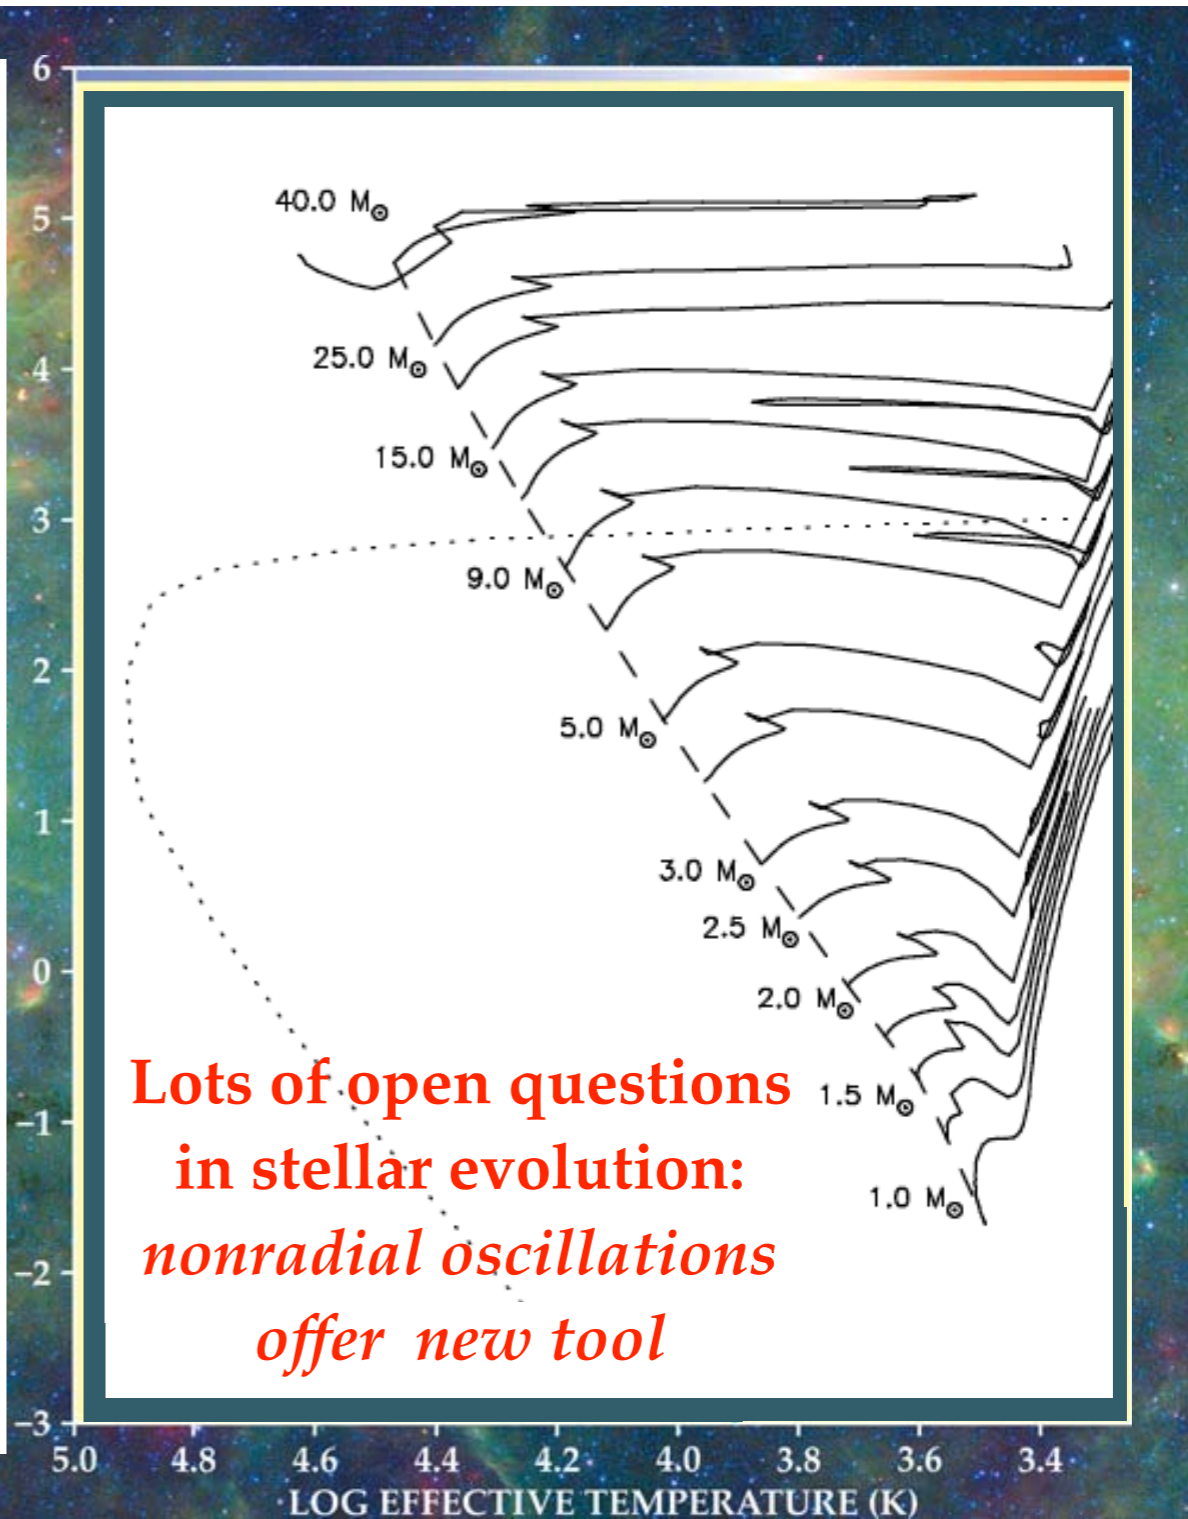 6
5
4
3
2
1
0
−1
−2
−3
40.0 M⊙
25.0 M⊙
15.0 M⊙
9.0 M⊙
5.0 M⊙
3.0 M⊙
2.5 M⊙
2.0 M⊙
1.5 M⊙
1.0 M⊙
Lots of open questions
in stellar evolution:
nonradial oscillations
offer new tool
5.0 4.8 4.6 4.4 4.2 4.0 3.8 3.6 3.4
LOG EFFECTIVE TEMPERATURE (K)